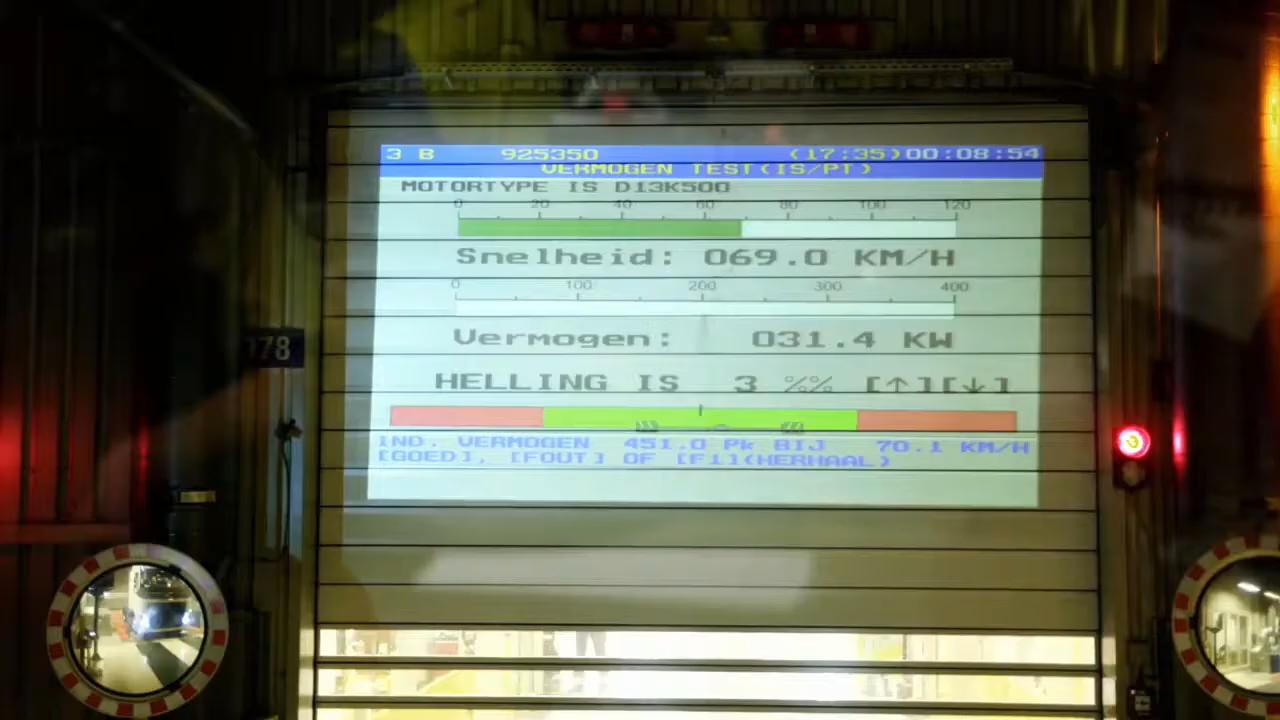 3 B 925350 (17:35)00:08:54
VERMOGEN TEST(IS/PT)
MOTORTYPE IS D13K500
0 20 40 60 80 100 120
Snelheid: 069.0 KM/H
0 100 200 300 400
Vermogen: 031.4 KW
HELLING IS 3 %% [↑][↓]
IND. VERMOGEN 451.0 Pk BIJ 70.1 KM/H
[GOED], [FOUT] OF [F1](HERHAAL)
078